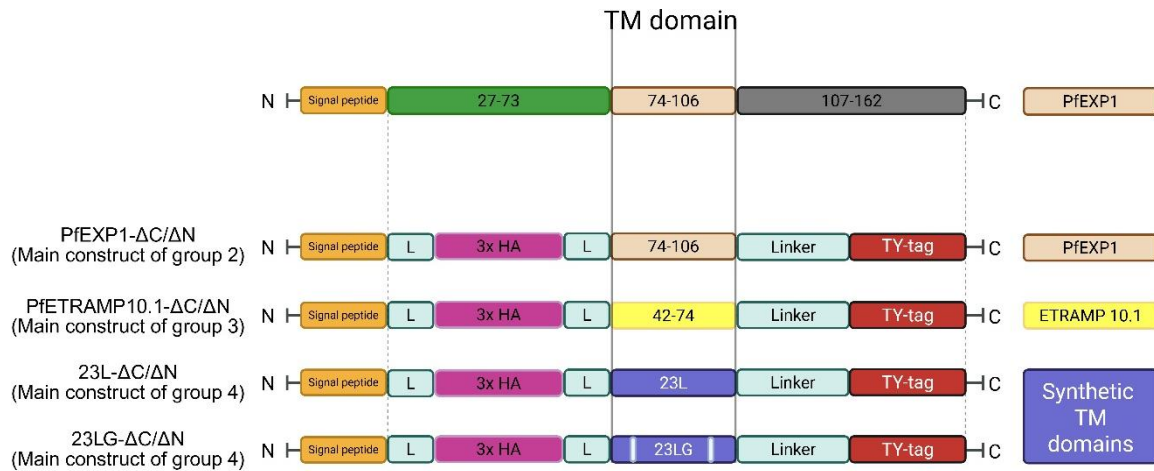 TM domain
N Signal peptide 27-73 74-106 107-162 C PfEXP1
PfEXP1-ΔC/ΔN
(Main construct of group 2)
N Signal peptide L 3x HA L 74-106 Linker TY-tag C PfEXP1
PfETRAMP10.1-ΔC/ΔN
(Main construct of group 3)
N Signal peptide L 3x HA L 42-74 Linker TY-tag C ETRAMP 10.1
23L-ΔC/ΔN
(Main construct of group 4)
N Signal peptide L 3x HA L 23L Linker TY-tag C
23LG-ΔC/ΔN
(Main construct of group 4)
N Signal peptide L 3x HA L 23LG Linker TY-tag C
Synthetic
TM
domains